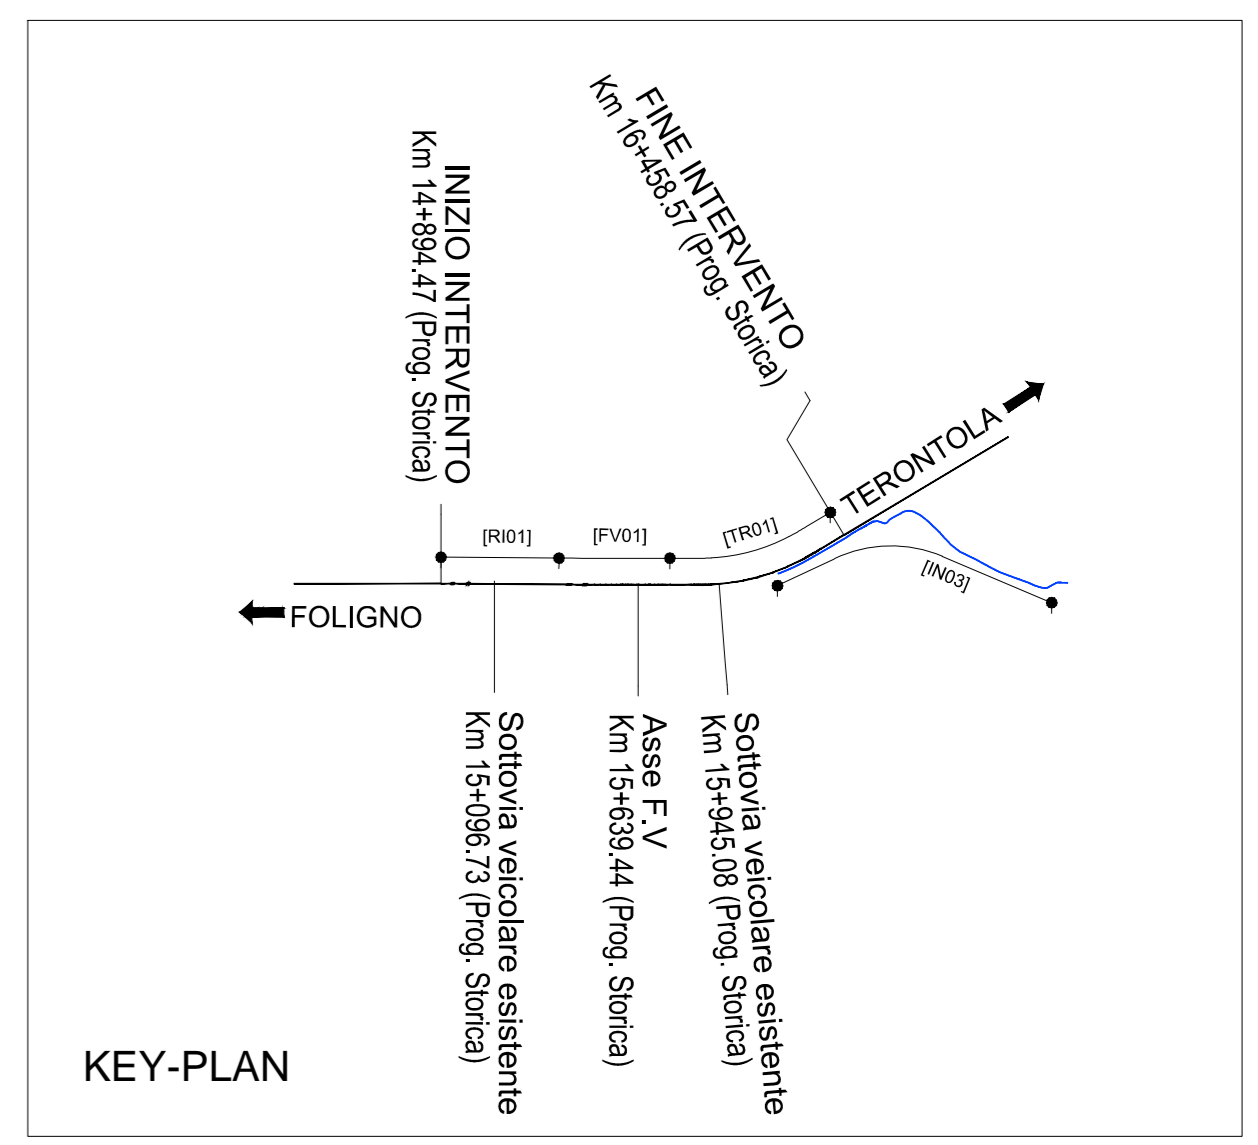 FINE INTERVENTO
Km 16+458.57 (Prog. Storica)
INIZIO INTERVENTO
Km 14+894.47 (Prog. Storica)
TERONTOLA
[RI01]
[FV01]
[TR01]
[IN03]
FOLIGNO
Sottovia veicolare esistente
Km 15+096.73 (Prog. Storica)
Asse F.V
Km 15+639.44 (Prog. Storica)
Sottovia veicolare esistente
Km 15+945.08 (Prog. Storica)
KEY-PLAN